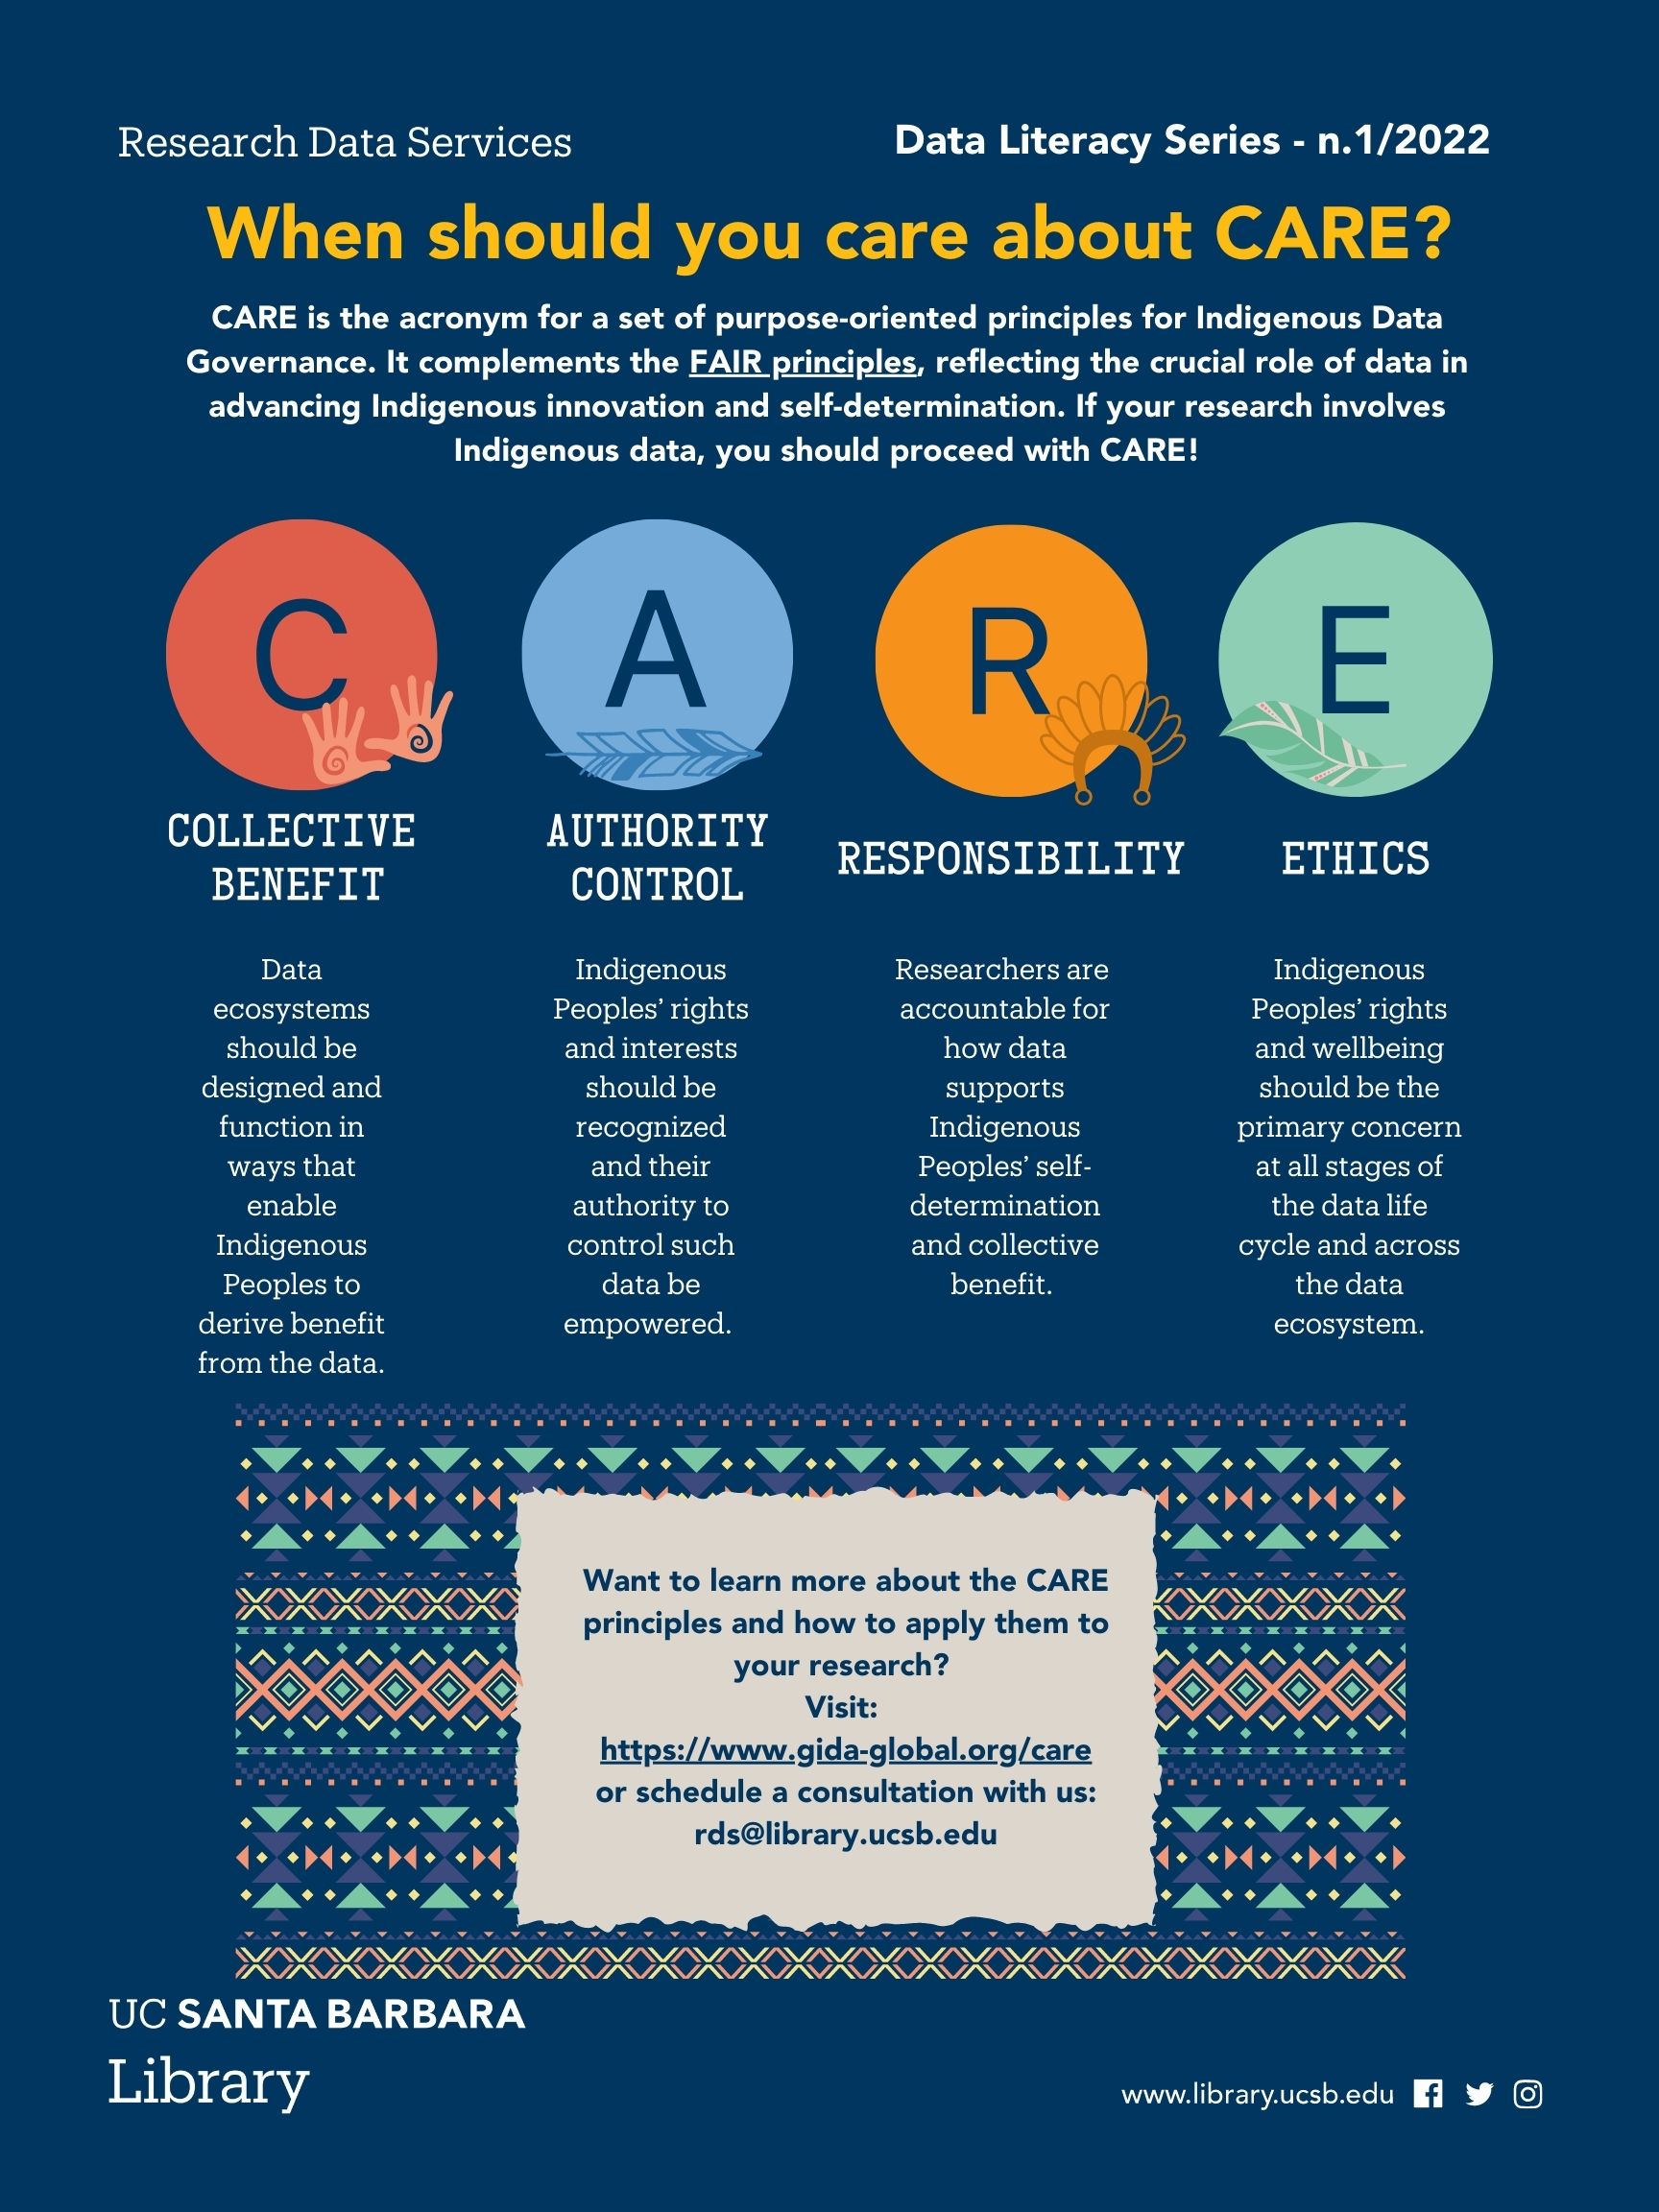 Research Data Services
Data Literacy Series - n.1/2022
When should you care about CARE?
CARE is the acronym for a set of purpose-oriented principles for Indigenous Data
Governance. It complements the FAIR principles, reflecting the crucial role of data in
advancing Indigenous innovation and self-determination. If your research involves
Indigenous data, you should proceed with CARE!
C
COLLECTIVE
BENEFIT
Data
ecosystems
should be
designed and
function in
ways that
enable
Indigenous
Peoples to
derive benefit
from the data.
A
AUTHORITY
CONTROL
Indigenous
Peoples’ rights
and interests
should be
recognized
and their
authority to
control such
data be
empowered.
R
RESPONSIBILITY
Researchers are
accountable for
how data
supports
Indigenous
Peoples’ self-
determination
and collective
benefit.
E
ETHICS
Indigenous
Peoples’ rights
and wellbeing
should be the
primary concern
at all stages of
the data life
cycle and across
the data
ecosystem.
Want to learn more about the CARE
principles and how to apply them to
your research?
Visit:
https://www.gida-global.org/care
or schedule a consultation with us:
rds@library.ucsb.edu
UC SANTA BARBARA
Library
www.library.ucsb.edu